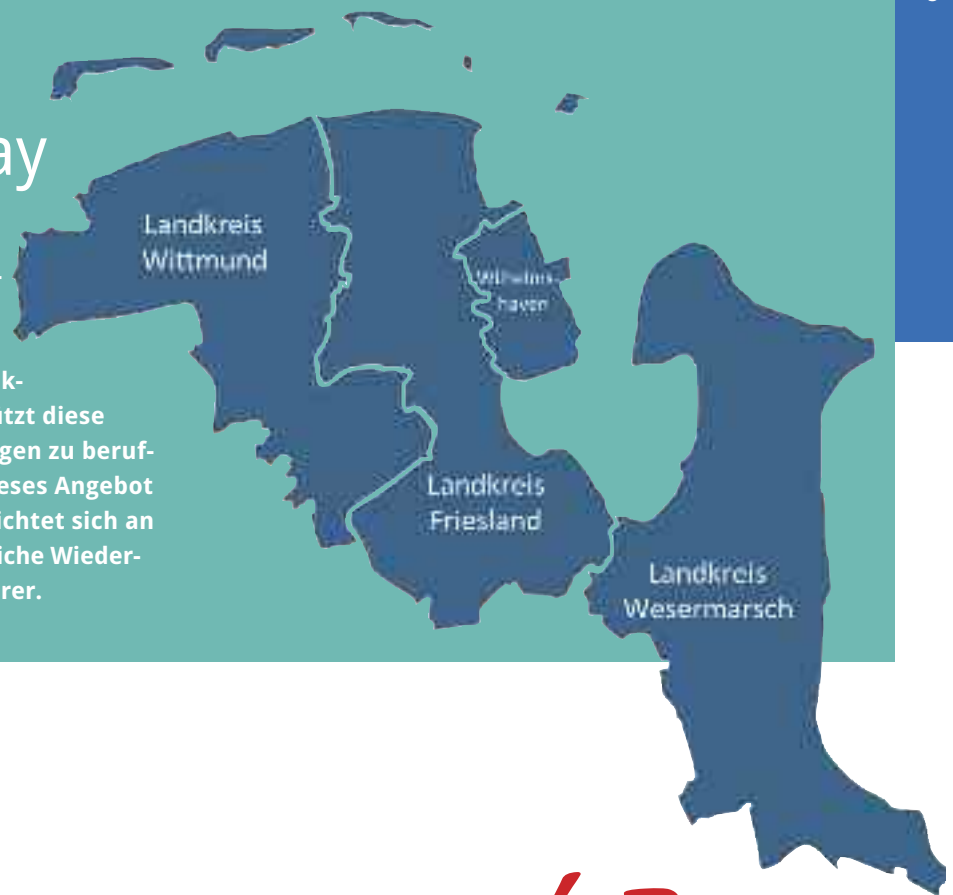 ay
k-
tzt diese
gen zu beruf-
eses Angebot
ichtet sich an
iche Wieder-
rer.
Landkreis
Wittmund
Wilhelms-
haven
Landkreis
Friesland
Landkreis
Wesermarsch